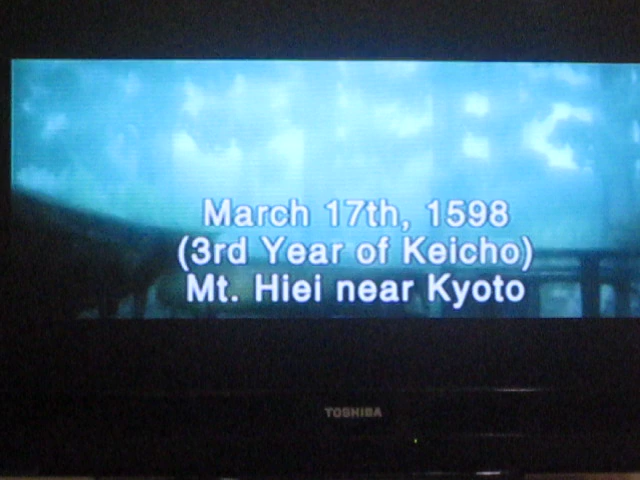 March 17th, 1598
(3rd Year of Keicho)
Mt. Hiei near Kyoto
TOSHIBA